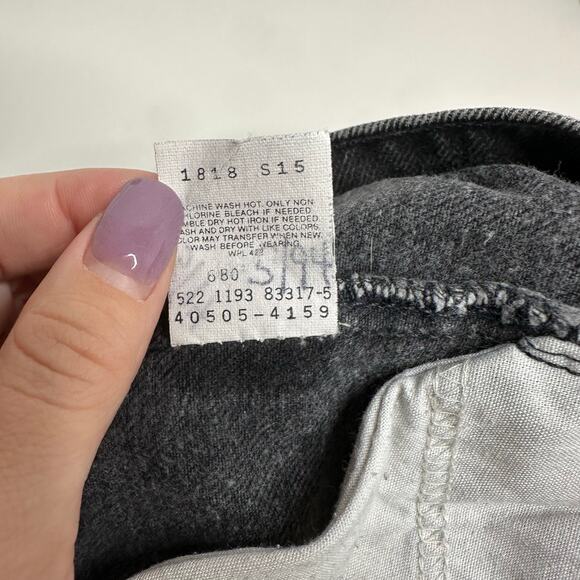 1818 S15
ACHINE WASH HOT. ONLY NON
HLORINE BLEACH IF NEEDED
MBLE DRY HOT IRON IF NEEDED.
ASH AND DRY WITH LIKE COLORS.
OLOR MAY TRANSFER WHEN NEW.
WASH BEFORE WEARING.
WPL 423
680 3/94
522 1193 83317-5
40505-4159